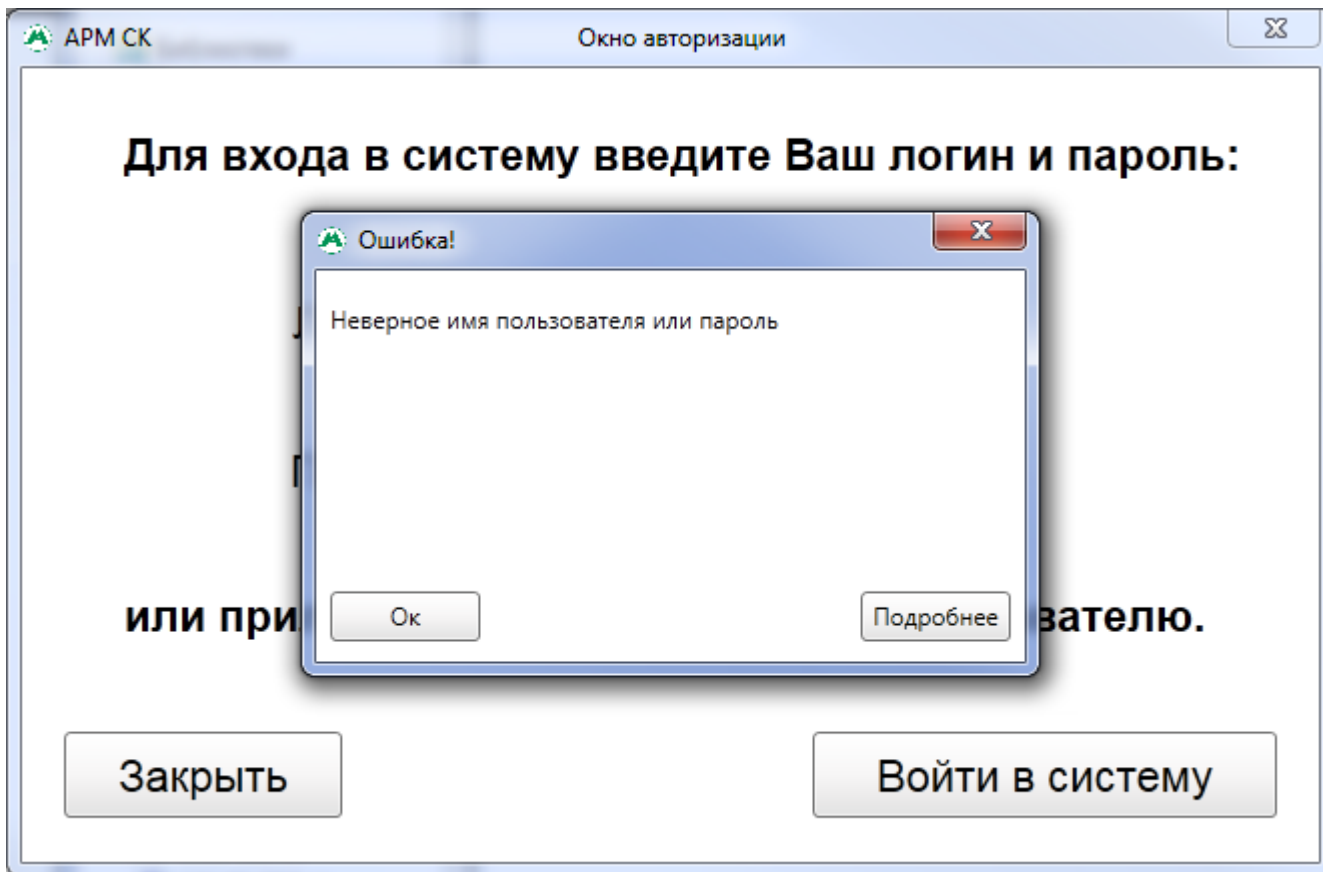 АРМ СК
Окно авторизации
Для входа в систему введите Ваш логин и пароль:
Ошибка!
Неверное имя пользователя или пароль
Ок
Подробнее
или
Закрыть
Войти в систему